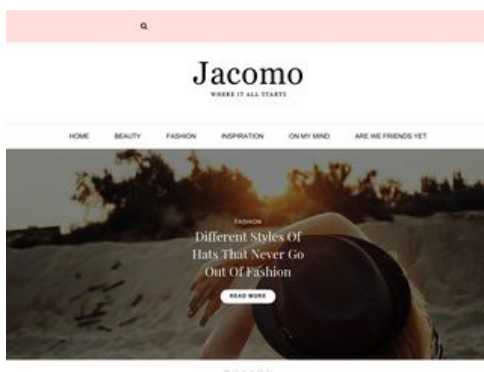 Jacomo
WHERE IT ALL STARTS
HOME BEAUTY FASHION INSPIRATION ON MY MIND ARE WE FRIENDS YET
FASHION
Different Styles Of
Hats That Never Go
Out Of Fashion
READ MORE